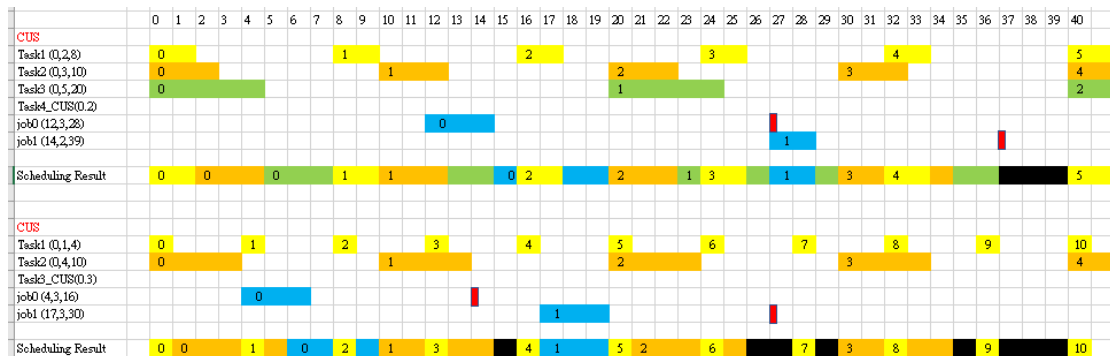 0 1 2 3 4 5 6 7 8 9 10 11 12 13 14 15 16 17 18 19 20 21 22 23 24 25 26 27 28 29 30 31 32 33 34 35 36 37 38 39 40
CUS
Task1 (0,2,8) 0 1 2 3 4 5
Task2 (0,3,10) 0 1 2 3 4
Task3 (0,5,20) 0 1 2
Task4_CUS(0.2)
job0 (12,3,28) 0
job1 (14,2,39) 1
Scheduling Result 0 0 0 1 1 0 2 2 1 3 1 3 4 5
CUS
Task1 (0,1,4) 0 1 2 3 4 5 6 7 8 9 10
Task2 (0,4,10) 0 1 2 3 4
Task3_CUS(0.3)
job0 (4,3,16) 0
job1 (17,3,30) 1
Scheduling Result 0 0 1 0 2 1 3 4 1 5 2 6 7 3 8 9 10